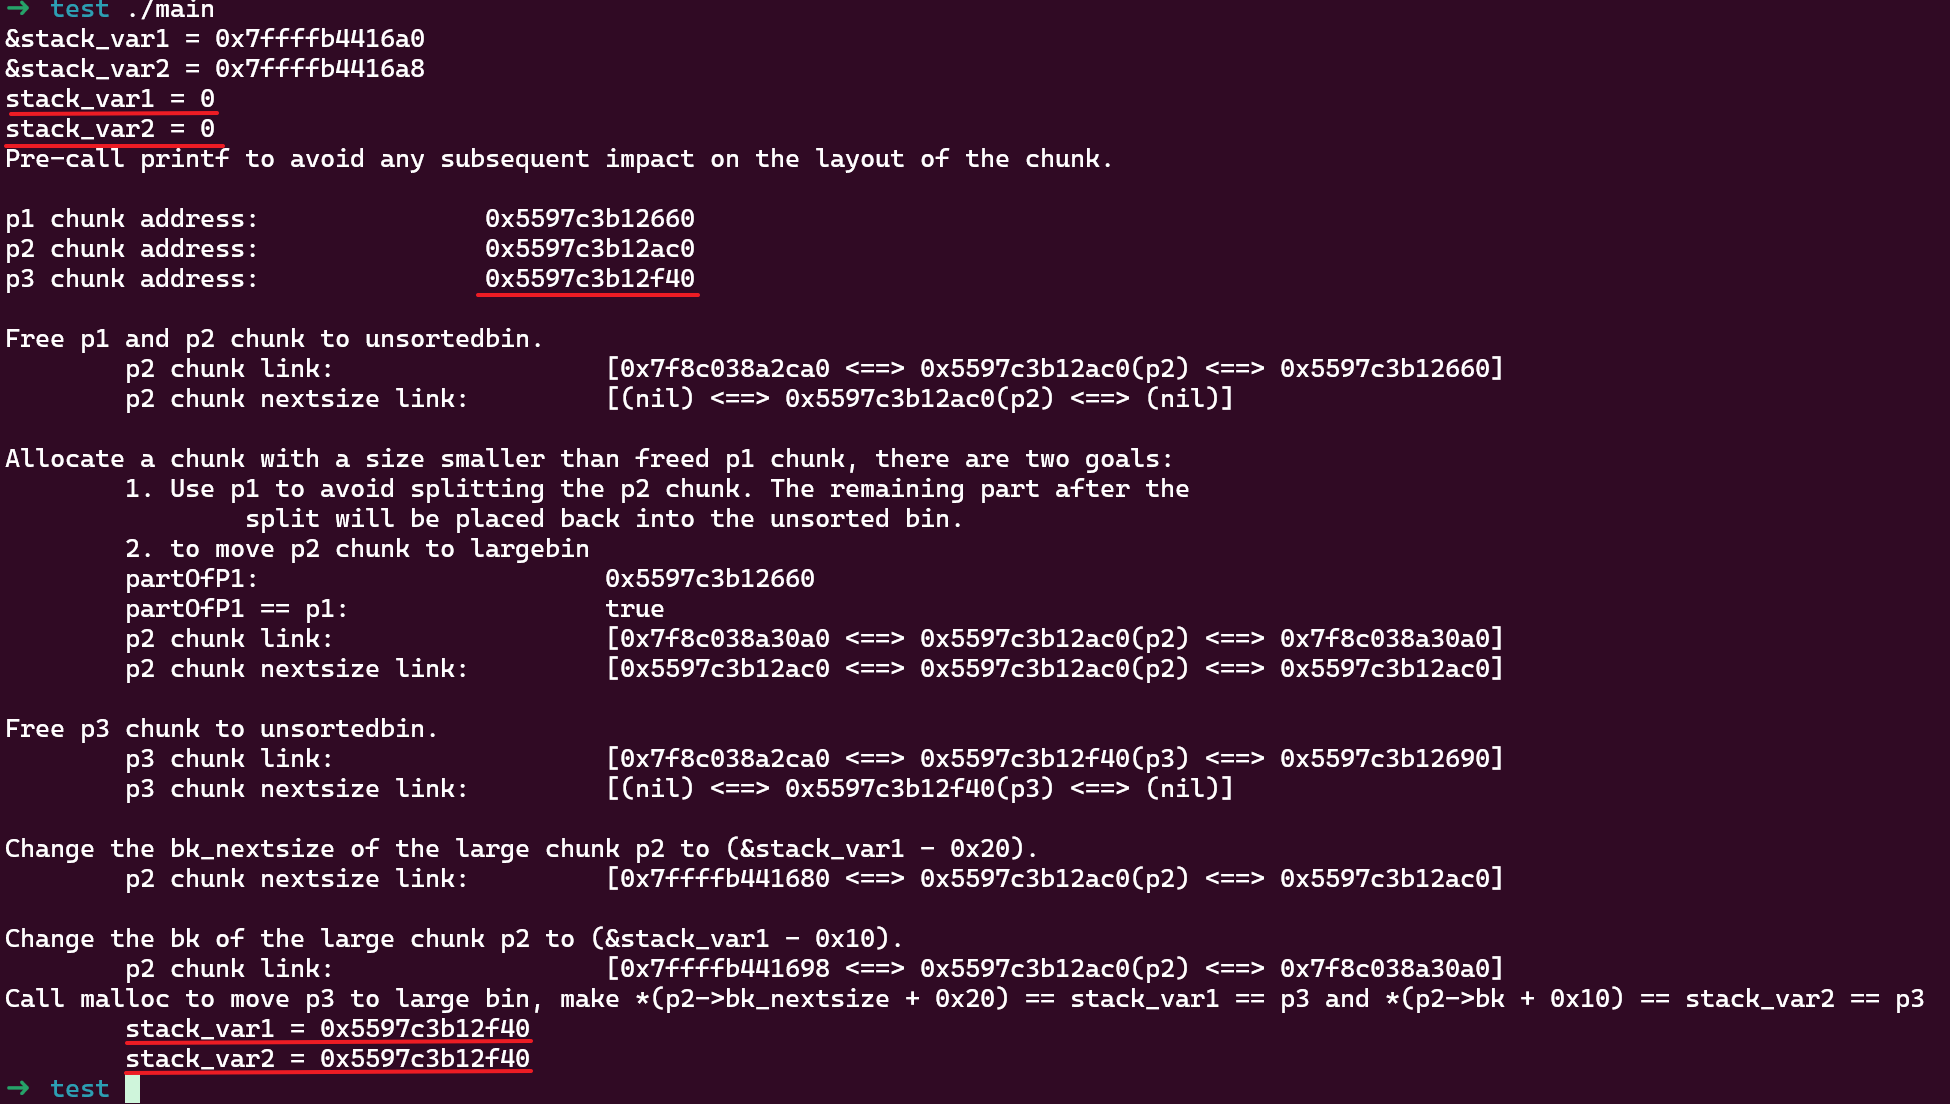 → test ./main
&stack_var1 = 0x7ffffb4416a0
&stack_var2 = 0x7ffffb4416a8
stack_var1 = 0
stack_var2 = 0
Pre-call printf to avoid any subsequent impact on the layout of the chunk.
p1 chunk address: 0x5597c3b12660
p2 chunk address: 0x5597c3b12ac0
p3 chunk address: 0x5597c3b12f40
Free p1 and p2 chunk to unsortedbin.
p2 chunk link: [0x7f8c038a2ca0 <==> 0x5597c3b12ac0(p2) <==> 0x5597c3b12660]
p2 chunk nextsize link: [(nil) <==> 0x5597c3b12ac0(p2) <==> (nil)]
Allocate a chunk with a size smaller than freed p1 chunk, there are two goals:
1. Use p1 to avoid splitting the p2 chunk. The remaining part after the
split will be placed back into the unsorted bin.
2. to move p2 chunk to largebin
partOfP1: 0x5597c3b12660
partOfP1 == p1: true
p2 chunk link: [0x7f8c038a30a0 <==> 0x5597c3b12ac0(p2) <==> 0x7f8c038a30a0]
p2 chunk nextsize link: [0x5597c3b12ac0 <==> 0x5597c3b12ac0(p2) <==> 0x5597c3b12ac0]
Free p3 chunk to unsortedbin.
p3 chunk link: [0x7f8c038a2ca0 <==> 0x5597c3b12f40(p3) <==> 0x5597c3b12690]
p3 chunk nextsize link: [(nil) <==> 0x5597c3b12f40(p3) <==> (nil)]
Change the bk_nextsize of the large chunk p2 to (&stack_var1 - 0x20).
p2 chunk nextsize link: [0x7ffffb441680 <==> 0x5597c3b12ac0(p2) <==> 0x5597c3b12ac0]
Change the bk of the large chunk p2 to (&stack_var1 - 0x10).
p2 chunk link: [0x7ffffb441698 <==> 0x5597c3b12ac0(p2) <==> 0x7f8c038a30a0]
Call malloc to move p3 to large bin, make *(p2->bk_nextsize + 0x20) == stack_var1 == p3 and *(p2->bk + 0x10) == stack_var2 == p3
stack_var1 = 0x5597c3b12f40
stack_var2 = 0x5597c3b12f40
→ test